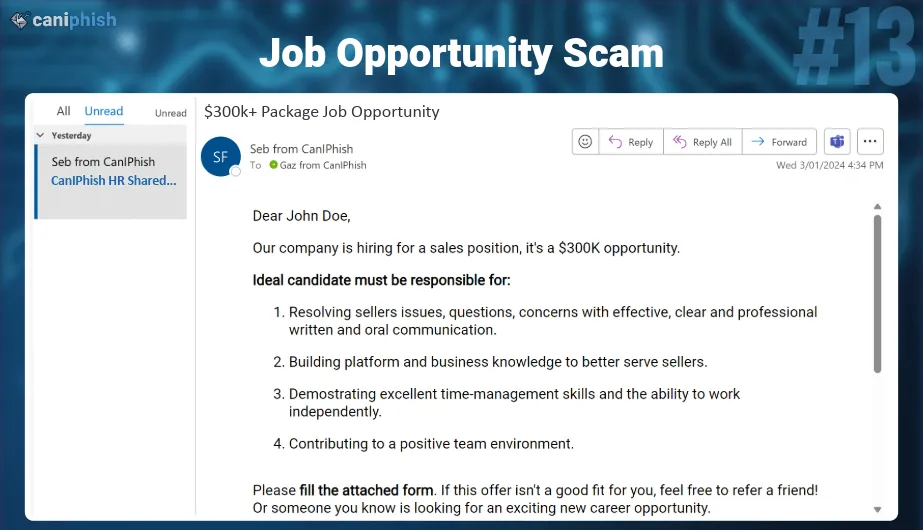 caniphish
#13
Job Opportunity Scam
All Unread Unread
Yesterday
Seb from CanIPhish
CanIPhish HR Shared...
$300k+ Package Job Opportunity
SF
Seb from CanIPhish
To Gaz from CanIPhish
Reply Reply All Forward
Wed 3/01/2024 4:34 PM
Dear John Doe,
Our company is hiring for a sales position, it's a $300K opportunity.
Ideal candidate must be responsible for:
1. Resolving sellers issues, questions, concerns with effective, clear and professional
written and oral communication.
2. Building platform and business knowledge to better serve sellers.
3. Demostrating excellent time-management skills and the ability to work
independently.
4. Contributing to a positive team environment.
Please fill the attached form. If this offer isn't a good fit for you, feel free to refer a friend!
Or someone you know is looking for an exciting new career opportunity.